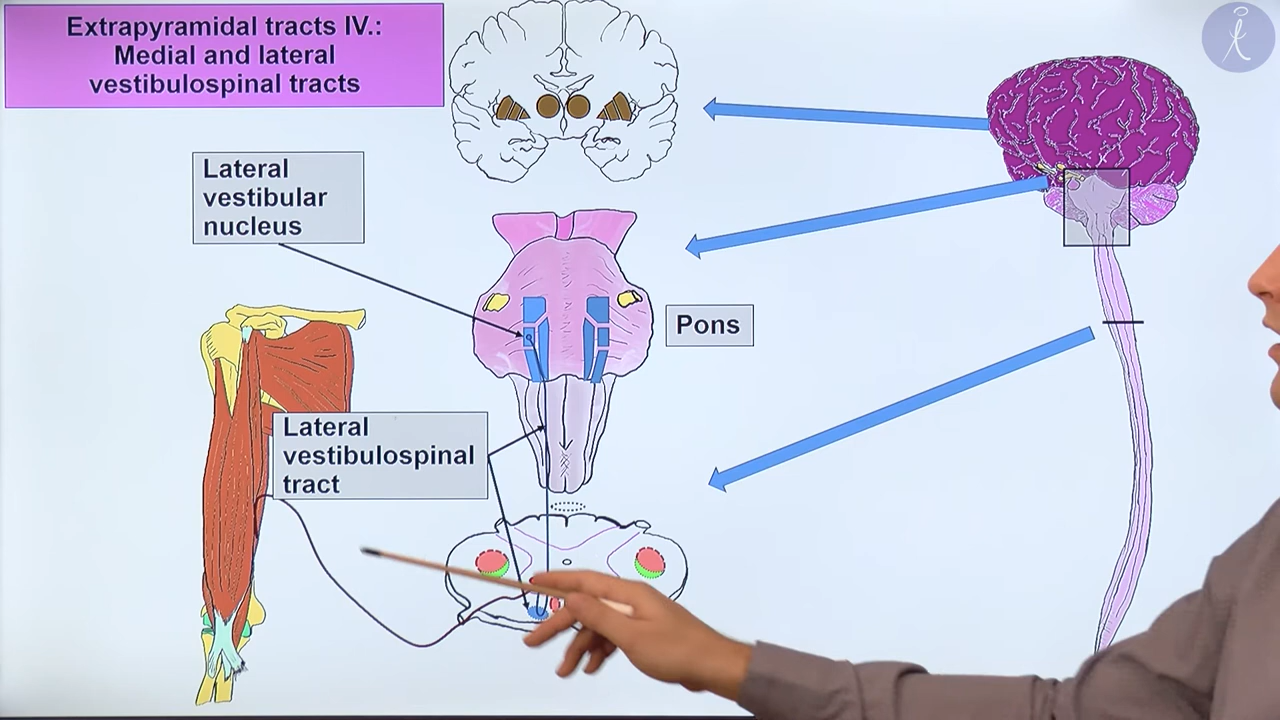 Extrapyramidal tracts IV.:
Medial and lateral
vestibulospinal tracts
Lateral
vestibular
nucleus
Pons
Lateral
vestibulospinal
tract